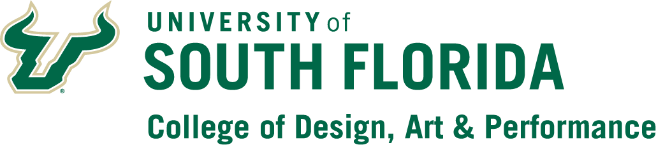 UNIVERSITY of
SOUTH FLORIDA
College of Design, Art & Performance